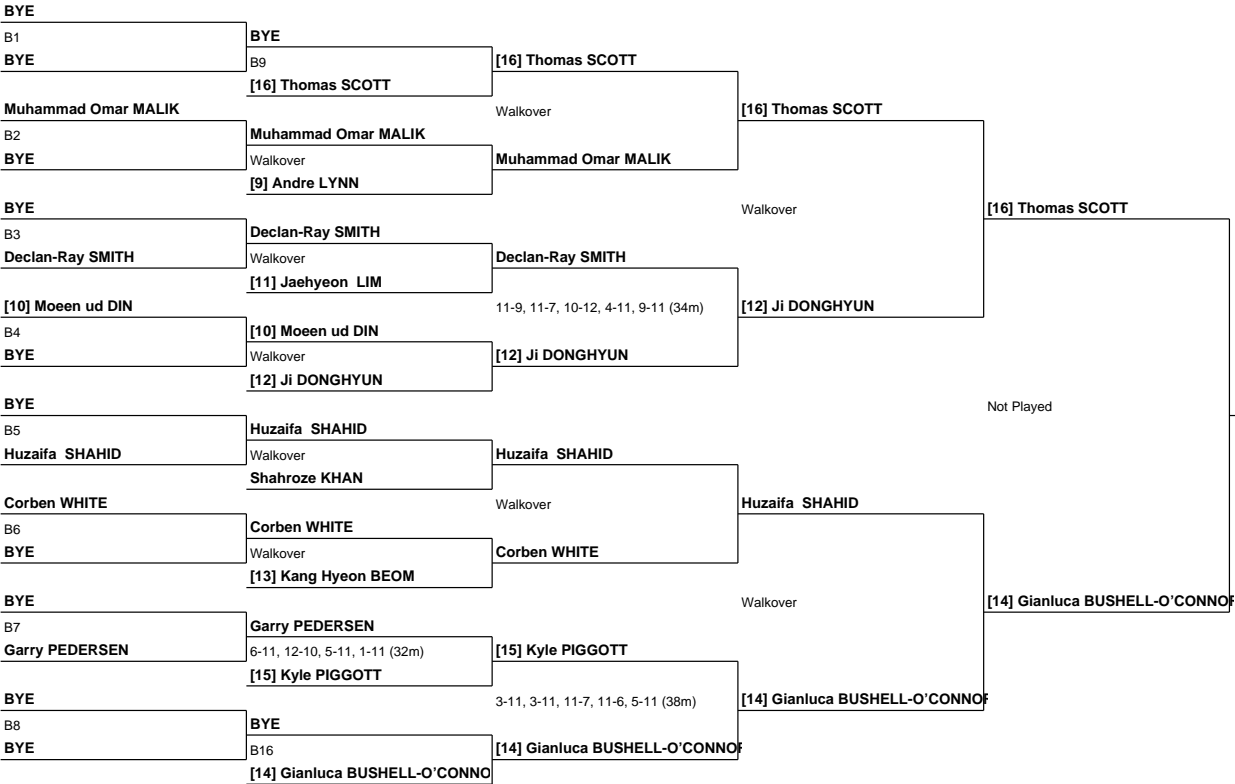 BYE
B1
BYE
Muhammad Omar MALIK
B2
BYE
BYE
B3
Declan-Ray SMITH
[10] Moeen ud DIN
B4
BYE
BYE
B5
Huzaifa SHAHID
Corben WHITE
B6
BYE
BYE
B7
Garry PEDERSEN
BYE
B8
BYE
BYE
B9
[16] Thomas SCOTT
Muhammad Omar MALIK
Walkover
[9] Andre LYNN
Declan-Ray SMITH
Walkover
[11] Jaehyeon LIM
[10] Moeen ud DIN
Walkover
[12] Ji DONGHYUN
Huzaifa SHAHID
Walkover
Shahroze KHAN
Corben WHITE
Walkover
[13] Kang Hyeon BEOM
Garry PEDERSEN
6-11, 12-10, 5-11, 1-11 (32m)
[15] Kyle PIGGOTT
BYE
B16
[14] Gianluca BUSHELL-O'CONNO
[16] Thomas SCOTT
Walkover
Muhammad Omar MALIK
Declan-Ray SMITH
11-9, 11-7, 10-12, 4-11, 9-11 (34m)
[12] Ji DONGHYUN
Huzaifa SHAHID
Walkover
Corben WHITE
[15] Kyle PIGGOTT
3-11, 3-11, 11-7, 11-6, 5-11 (38m)
[14] Gianluca BUSHELL-O'CONNOR
[16] Thomas SCOTT
Walkover
[12] Ji DONGHYUN
Huzaifa SHAHID
Walkover
[14] Gianluca BUSHELL-O'CONNOR
[16] Thomas SCOTT
Not Played
[14] Gianluca BUSHELL-O'CONNOR